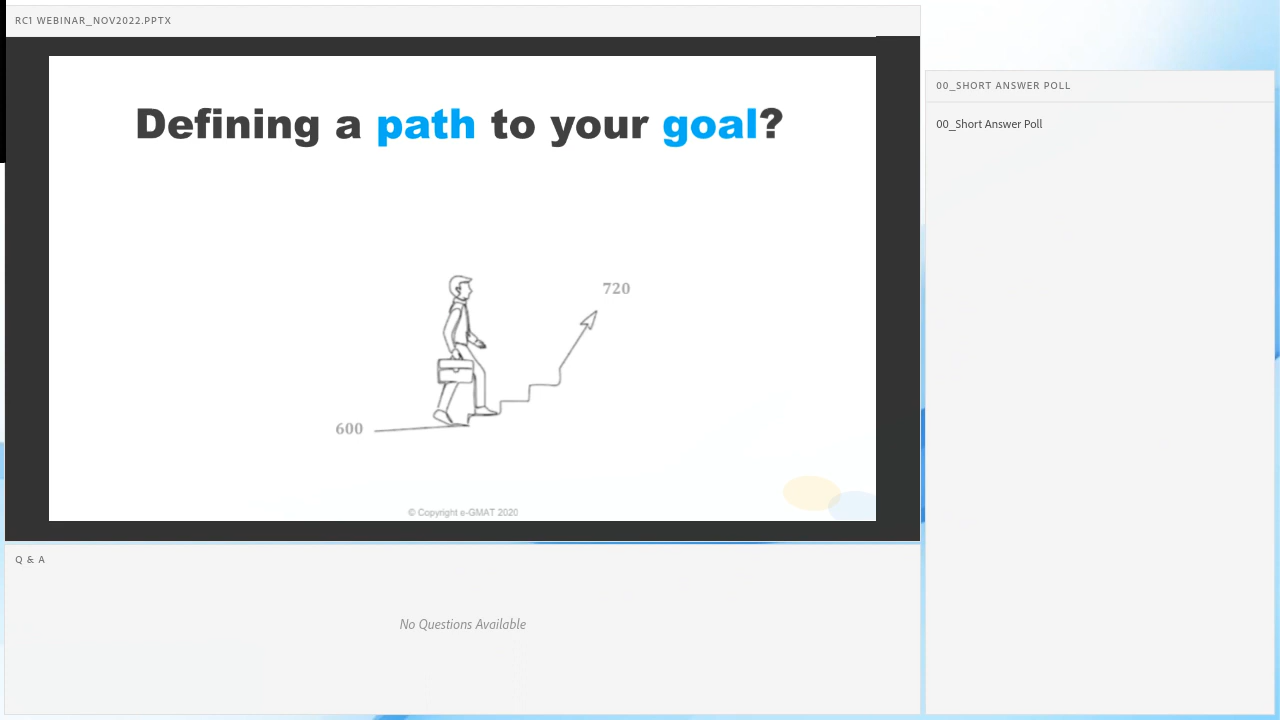 RC1 WEBINAR_NOV2022.PPTX
Defining a path to your goal?
720
600
© Copyright e-GMAT 2020
Q & A
No Questions Available
00_SHORT ANSWER POLL
00_Short Answer Poll